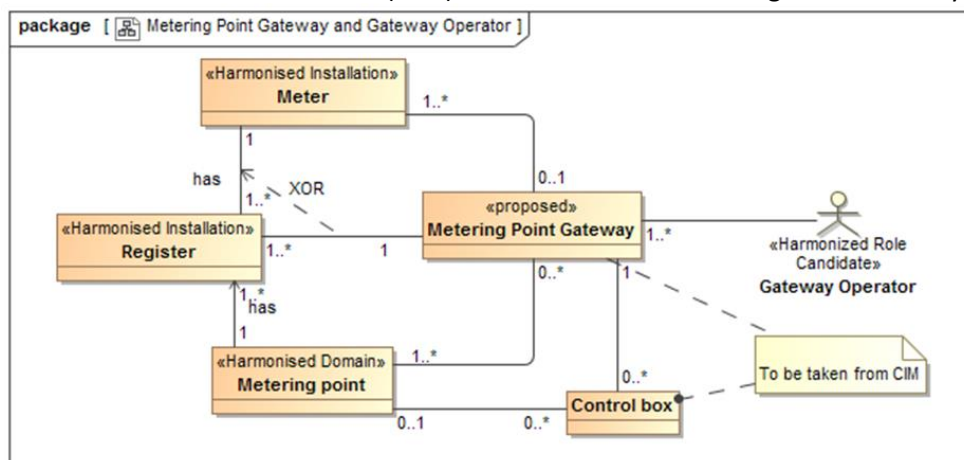 package [ Metering Point Gateway and Gateway Operator ]
«Harmonised Installation»
Meter
1..*
1
has
XOR
0..1
1..*
«proposed»
Metering Point Gateway
«Harmonised Installation»
Register
1..*
1
1..*
«Harmonized Role
Candidate»
Gateway Operator
1..*
has
1
0..*
1
«Harmonised Domain»
Metering point
1..*
To be taken from CIM
0..*
Control box
0..1
0..*